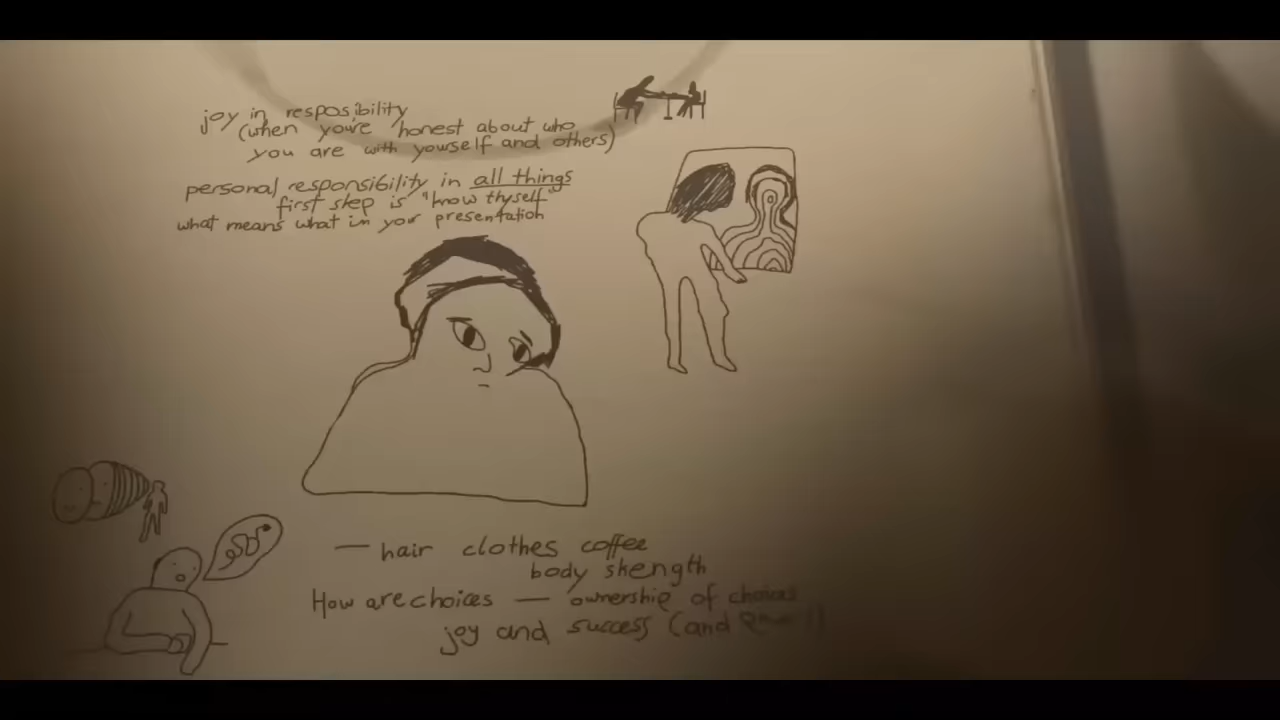 joy in resposibility
(when you're honest about who
you are with yourself and others)
personal responsibility in all things
first step is "know thyself"
what means what in your presentation
— hair clothes coffee
body skength
How are choices — ownership of choices
joy and success (and